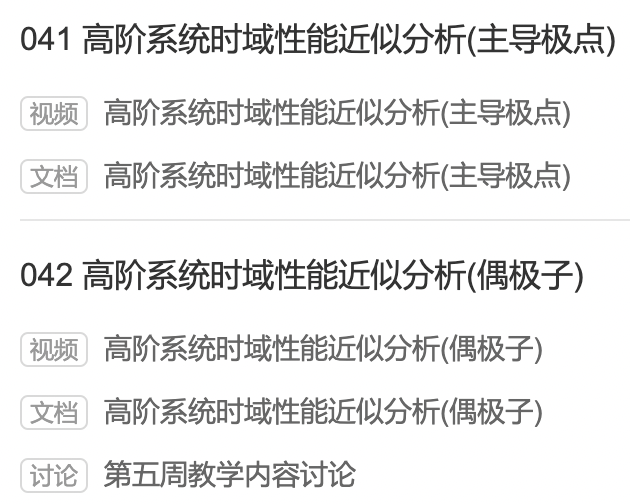 041 高阶系统时域性能近似分析(主导极点)
视频 高阶系统时域性能近似分析(主导极点)
文档 高阶系统时域性能近似分析(主导极点)
042 高阶系统时域性能近似分析(偶极子)
视频 高阶系统时域性能近似分析(偶极子)
文档 高阶系统时域性能近似分析(偶极子)
讨论 第五周教学内容讨论